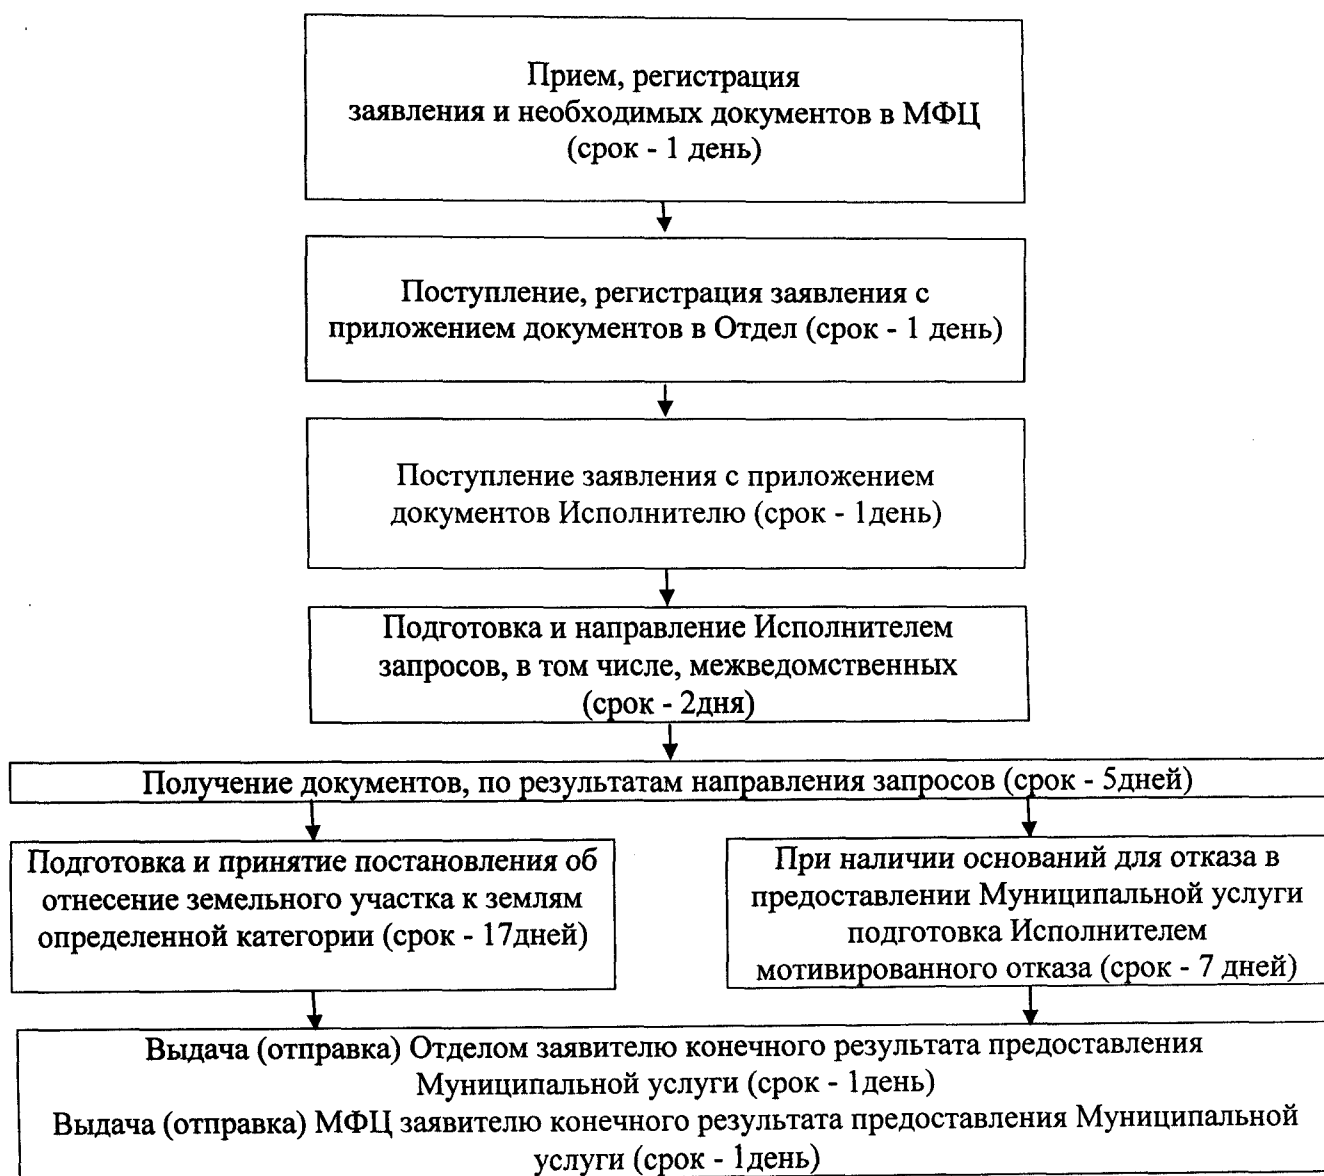 Прием, регистрация
заявления и необходимых документов в МФЦ
(срок - 1 день)
Поступление, регистрация заявления с
приложением документов в Отдел (срок - 1 день)
Поступление заявления с приложением
документов Исполнителю (срок - 1день)
Подготовка и направление Исполнителем
запросов, в том числе, межведомственных
(срок - 2дня)
Получение документов, по результатам направления запросов (срок - 5дней)
Подготовка и принятие постановления об
отнесение земельного участка к землям
определенной категории (срок - 17дней)
При наличии оснований для отказа в
предоставлении Муниципальной услуги
подготовка Исполнителем
мотивированного отказа (срок - 7 дней)
Выдача (отправка) Отделом заявителю конечного результата предоставления
Муниципальной услуги (срок - 1день)
Выдача (отправка) МФЦ заявителю конечного результата предоставления Муниципальной
услуги (срок - 1день)